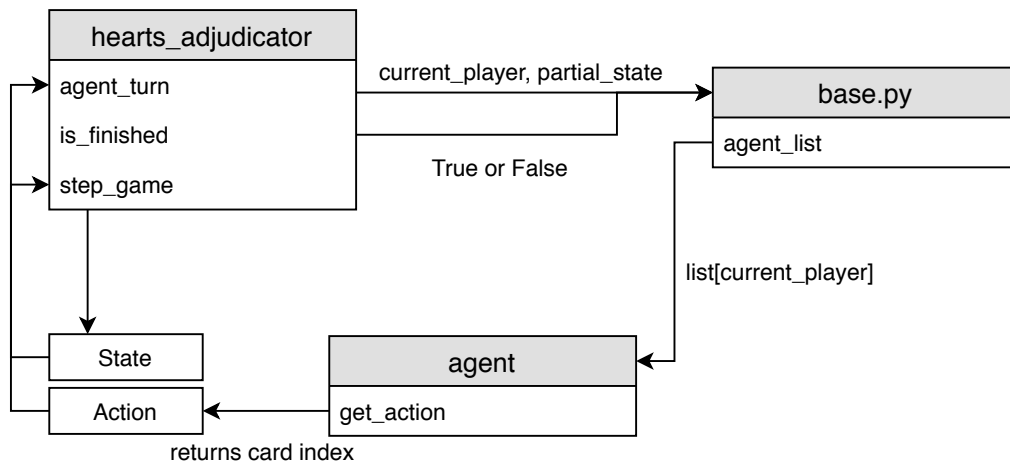 hearts_adjudicator
agent_turn
is_finished
step_game
current_player, partial_state
True or False
base.py
agent_list
list[current_player]
State
Action
agent
get_action
returns card index